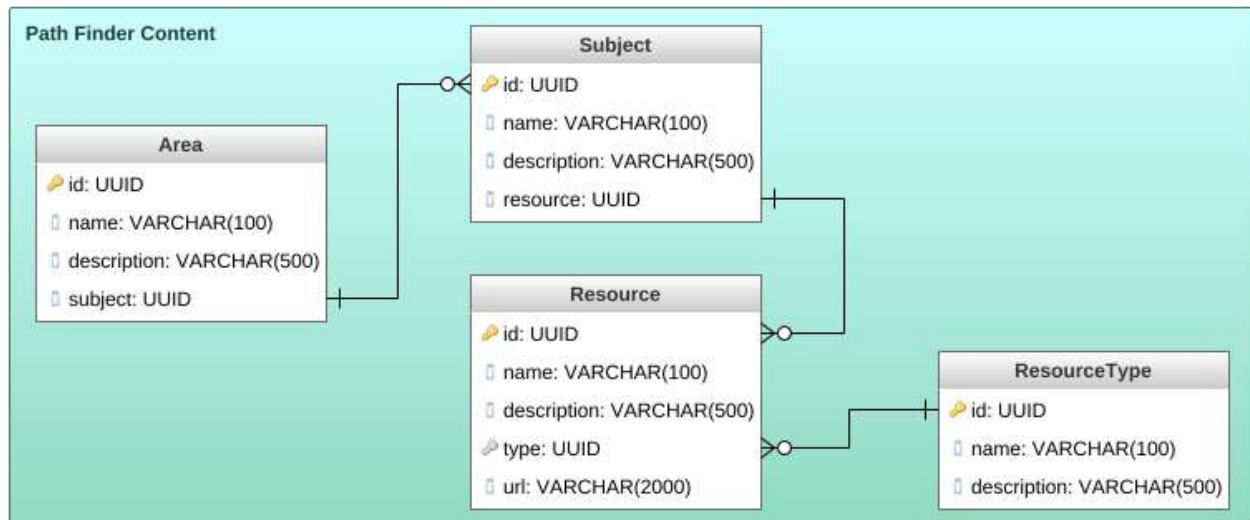 Path Finder Content
Subject
id: UUID
name: VARCHAR(100)
description: VARCHAR(500)
resource: UUID
Area
id: UUID
name: VARCHAR(100)
description: VARCHAR(500)
subject: UUID
Resource
id: UUID
name: VARCHAR(100)
description: VARCHAR(500)
type: UUID
url: VARCHAR(2000)
ResourceType
id: UUID
name: VARCHAR(100)
description: VARCHAR(500)